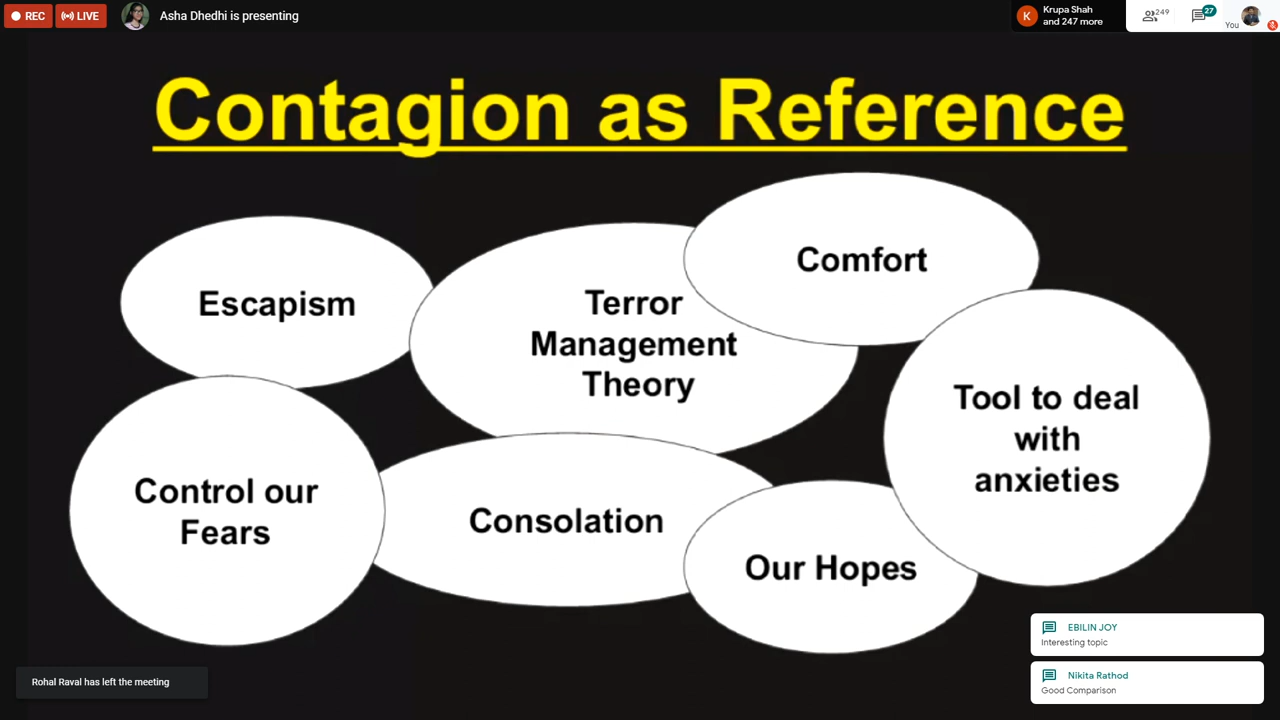 REC
LIVE
Asha Dhedhi is presenting
K
Krupa Shah
and 247 more
249
27
You
Contagion as Reference
Escapism
Terror
Management
Theory
Comfort
Tool to deal
with
anxieties
Control our
Fears
Consolation
Our Hopes
EBILIN JOY
Interesting topic
Nikita Rathod
Good Comparison
Rohal Raval has left the meeting